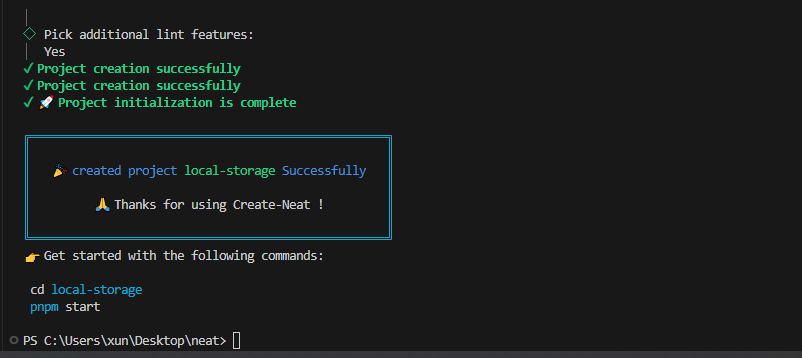 Pick additional lint features:
Yes
✓ Project creation successfully
✓ Project creation successfully
✓ 🚀 Project initialization is complete
🎉 created project local-storage Successfully
🙏 Thanks for using Create-Neat !
👉 Get started with the following commands:
cd local-storage
pnpm start
PS C:\Users\xun\Desktop\neat>